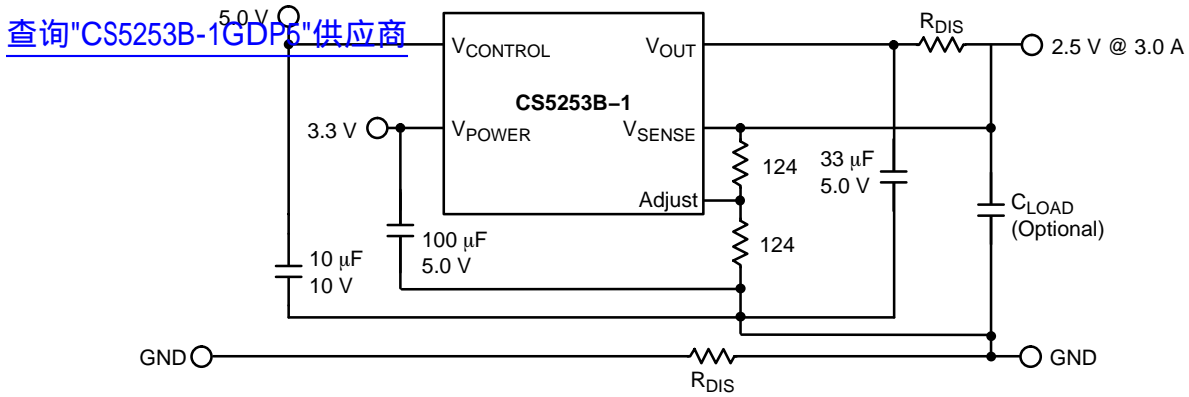 5.0 V
查询"CS5253B-1GDP5"供应商
VCONTROL
VOUT
RDIS
2.5 V @ 3.0 A
CS5253B–1
3.3 V
VPOWER
VSENSE
124
33 μF
5.0 V
Adjust
CLOAD
(Optional)
100 μF
5.0 V
124
10 μF
10 V
GND
RDIS
GND